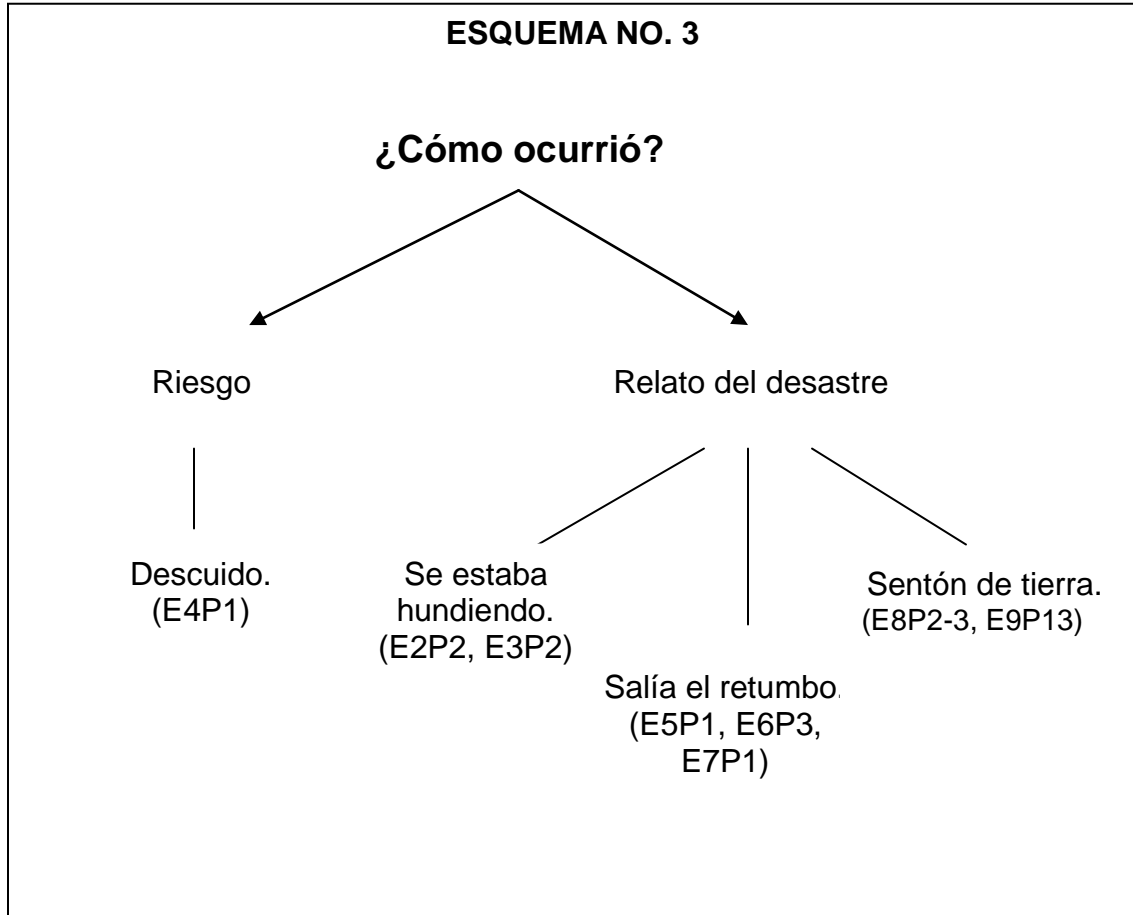 ESQUEMA NO. 3
¿Cómo ocurrió?
Riesgo
Relato del desastre
Descuido.
(E4P1)
Se estaba
hundiendo.
(E2P2, E3P2)
Salía el retumbo.
(E5P1, E6P3,
E7P1)
Sentón de tierra.
(E8P2-3, E9P13)